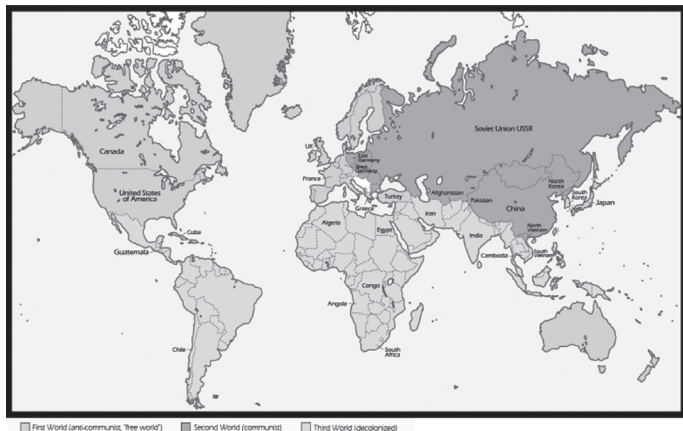 Canada
United States
of America
Cuba
Guatemala
Chile
UK
France
East
Germany
West
Germany
Greece
Turkey
Algeria
Egypt
Congo
Angola
South
Africa
Soviet Union USSR
Afghanistan
Pakistan
Iran
India
China
North
Korea
South
Korea
Japan
North
Vietnam
South
Vietnam
Cambodia
First World (anti-communist, "free world")
Second World (communist)
Third World (decolonized)